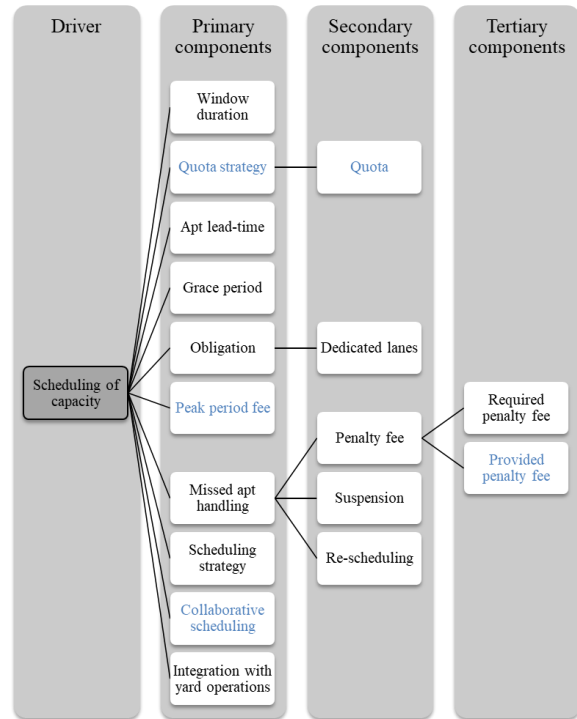 Driver
Primary
components
Secondary
components
Tertiary
components
Window
duration
Quota strategy
Quota
Apt lead-time
Grace period
Obligation
Dedicated lanes
Scheduling of
capacity
Peak period fee
Required
penalty fee
Penalty fee
Provided
penalty fee
Missed apt
handling
Suspension
Scheduling
strategy
Re-scheduling
Collaborative
scheduling
Integration with
yard operations